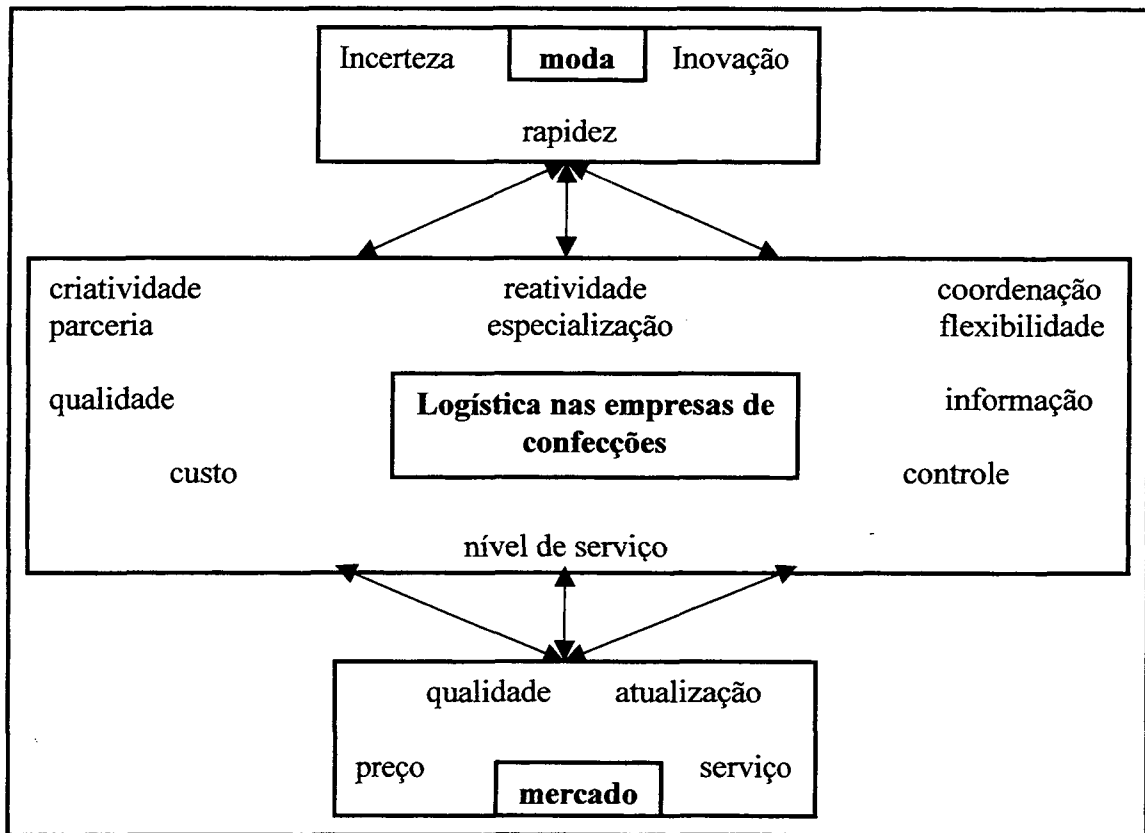 Incerteza moda Inovação
rapidez
criatividade reatividade coordenação
parceria especialização flexibilidade
qualidade Logística nas empresas de informação
confecções
custo controle
nível de serviço
qualidade atualização
preço serviço
mercado